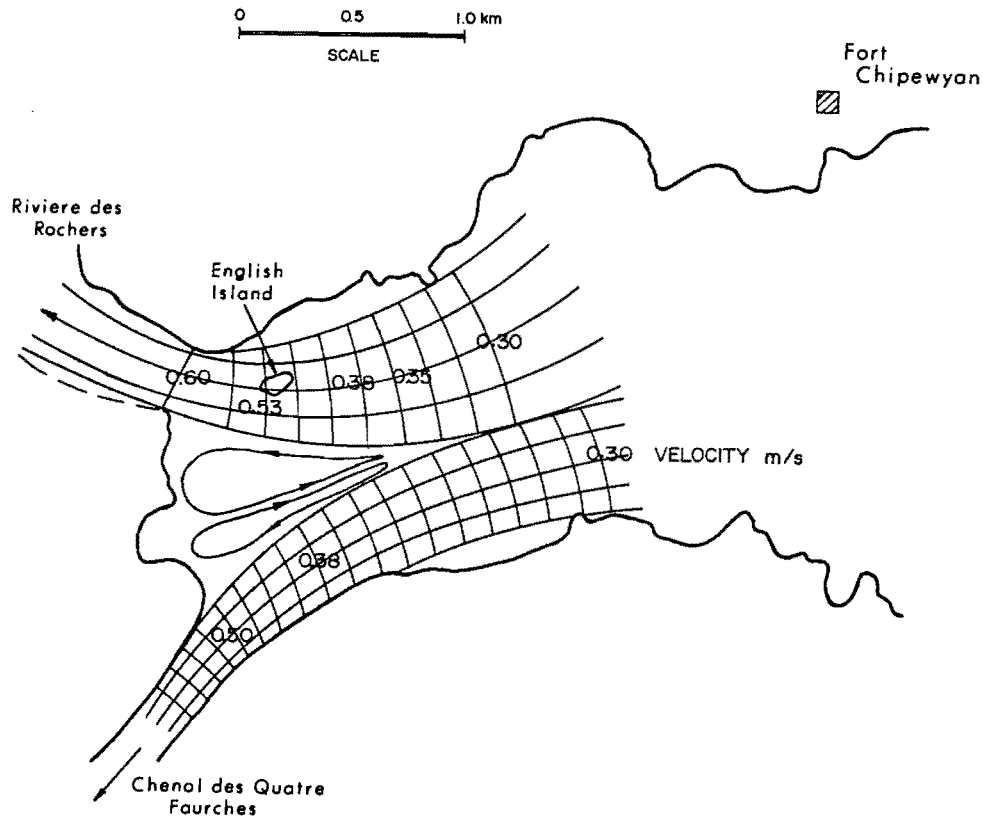 0 0.5 1.0 km
SCALE
Fort
Chipewyan
Riviere des
Rochers
English
Island
0.30
0.60
0.38
0.35
0.53
0.30 VELOCITY m/s
0.38
0.50
Chenol des Quatre
Faurches